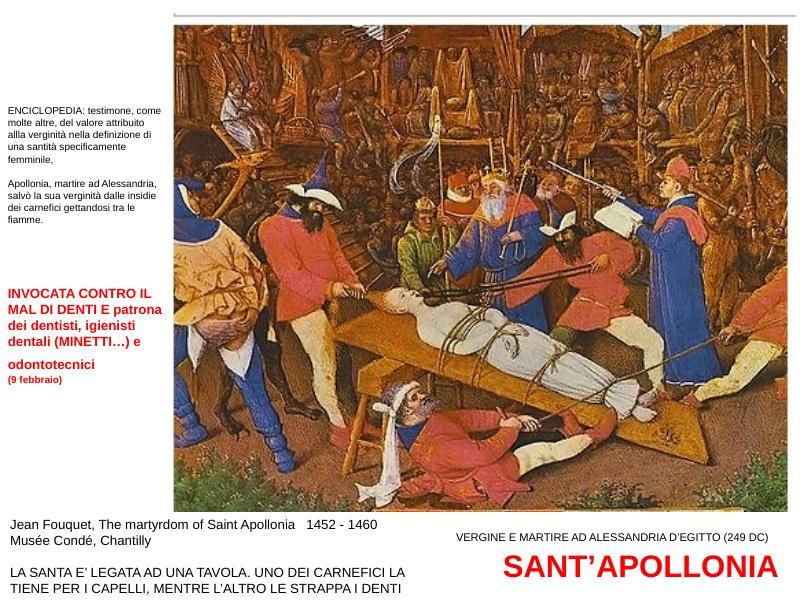 ENCICLOPEDIA: testimone, come
molte altre, del valore attribuito
allla verginità nella definizione di
una santità specificamente
femminile,
Apollonia, martire ad Alessandria,
salvò la sua verginità dalle insidie
dei carnefici gettandosi tra le
fiamme.
INVOCATA CONTRO IL
MAL DI DENTI E patrona
dei dentisti, igienisti
dentali (MINETTI…) e
odontotecnici
(9 febbraio)
Jean Fouquet, The martyrdom of Saint Apollonia 1452 - 1460
Musée Condé, Chantilly
LA SANTA E’ LEGATA AD UNA TAVOLA. UNO DEI CARNEFICI LA
TIENE PER I CAPELLI, MENTRE L’ALTRO LE STRAPPA I DENTI
VERGINE E MARTIRE AD ALESSANDRIA D’EGITTO (249 DC)
SANT’APOLLONIA